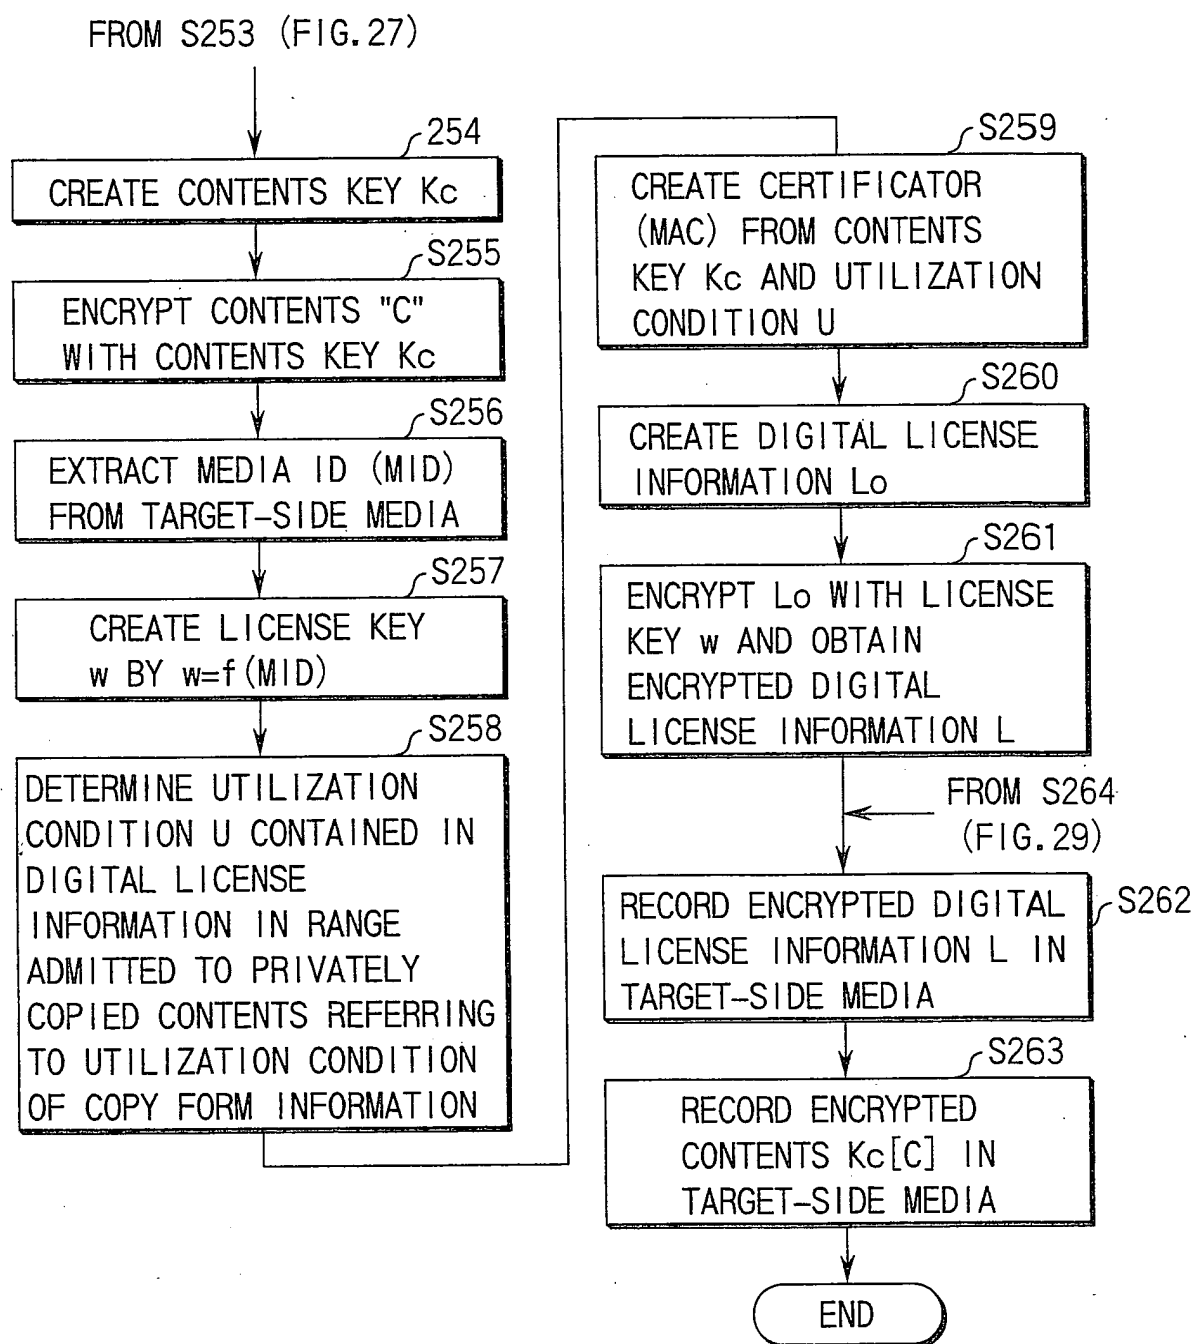 FROM S253 (FIG.27)
254
CREATE CONTENTS KEY Kc
S255
ENCRYPT CONTENTS "C"
WITH CONTENTS KEY Kc
S256
EXTRACT MEDIA ID (MID)
FROM TARGET-SIDE MEDIA
S257
CREATE LICENSE KEY
w BY w=f(MID)
S258
DETERMINE UTILIZATION
CONDITION U CONTAINED IN
DIGITAL LICENSE
INFORMATION IN RANGE
ADMITTED TO PRIVATELY
COPIED CONTENTS REFERRING
TO UTILIZATION CONDITION
OF COPY FORM INFORMATION
S259
CREATE CERTIFICATOR
(MAC) FROM CONTENTS
KEY Kc AND UTILIZATION
CONDITION U
S260
CREATE DIGITAL LICENSE
INFORMATION Lo
S261
ENCRYPT Lo WITH LICENSE
KEY w AND OBTAIN
ENCRYPTED DIGITAL
LICENSE INFORMATION L
FROM S264
(FIG.29)
S262
RECORD ENCRYPTED DIGITAL
LICENSE INFORMATION L IN
TARGET-SIDE MEDIA
S263
RECORD ENCRYPTED
CONTENTS Kc[C] IN
TARGET-SIDE MEDIA
END